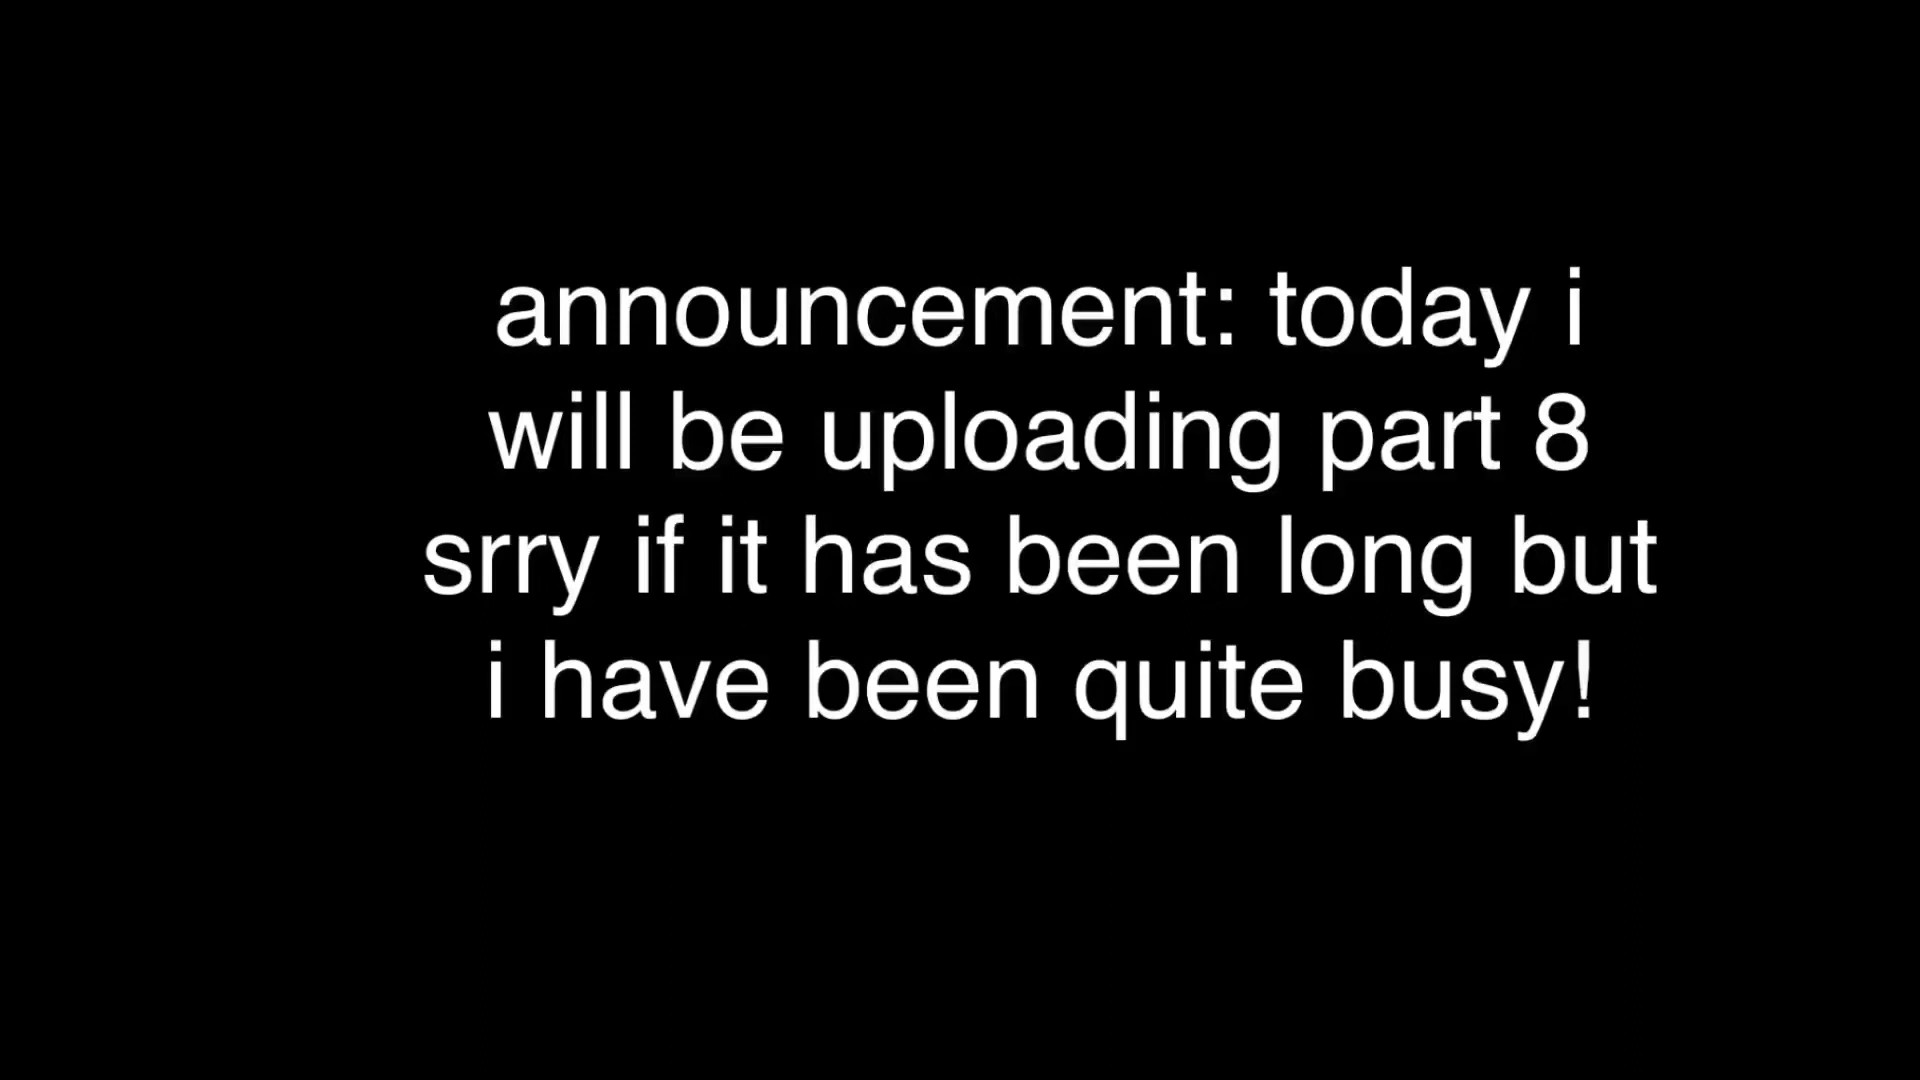 announcement: today i
will be uploading part 8
srry if it has been long but
i have been quite busy!